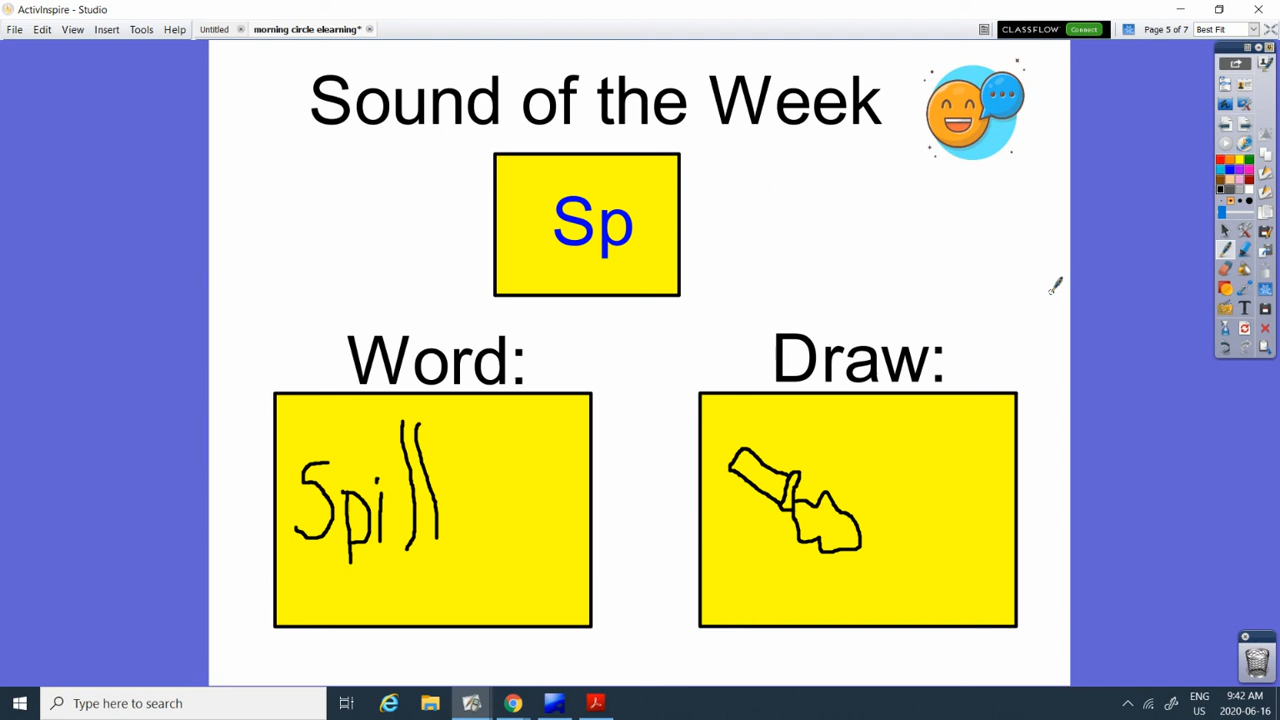 ActivInspire - Studio
File Edit View Insert Tools Help Untitled morning circle elearning* CLASSFLOW Connect Page 5 of 7 Best Fit
Sound of the Week
Sp
Word: Draw:
Spill
Type here to search
ENG 9:42 AM
US 2020-06-16